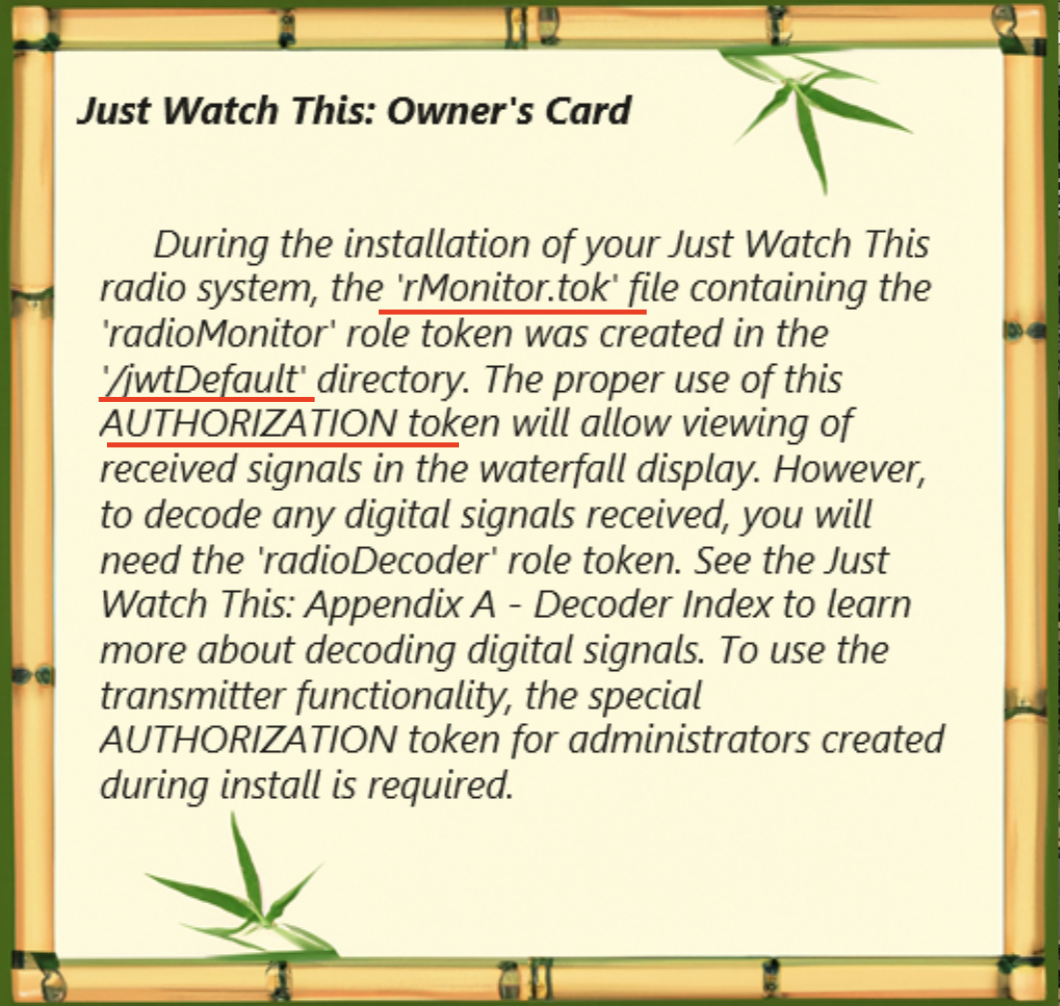 Just Watch This: Owner's Card
During the installation of your Just Watch This
radio system, the 'rMonitor.tok' file containing the
'radioMonitor' role token was created in the
'/jwtDefault' directory. The proper use of this
AUTHORIZATION token will allow viewing of
received signals in the waterfall display. However,
to decode any digital signals received, you will
need the 'radioDecoder' role token. See the Just
Watch This: Appendix A - Decoder Index to learn
more about decoding digital signals. To use the
transmitter functionality, the special
AUTHORIZATION token for administrators created
during install is required.